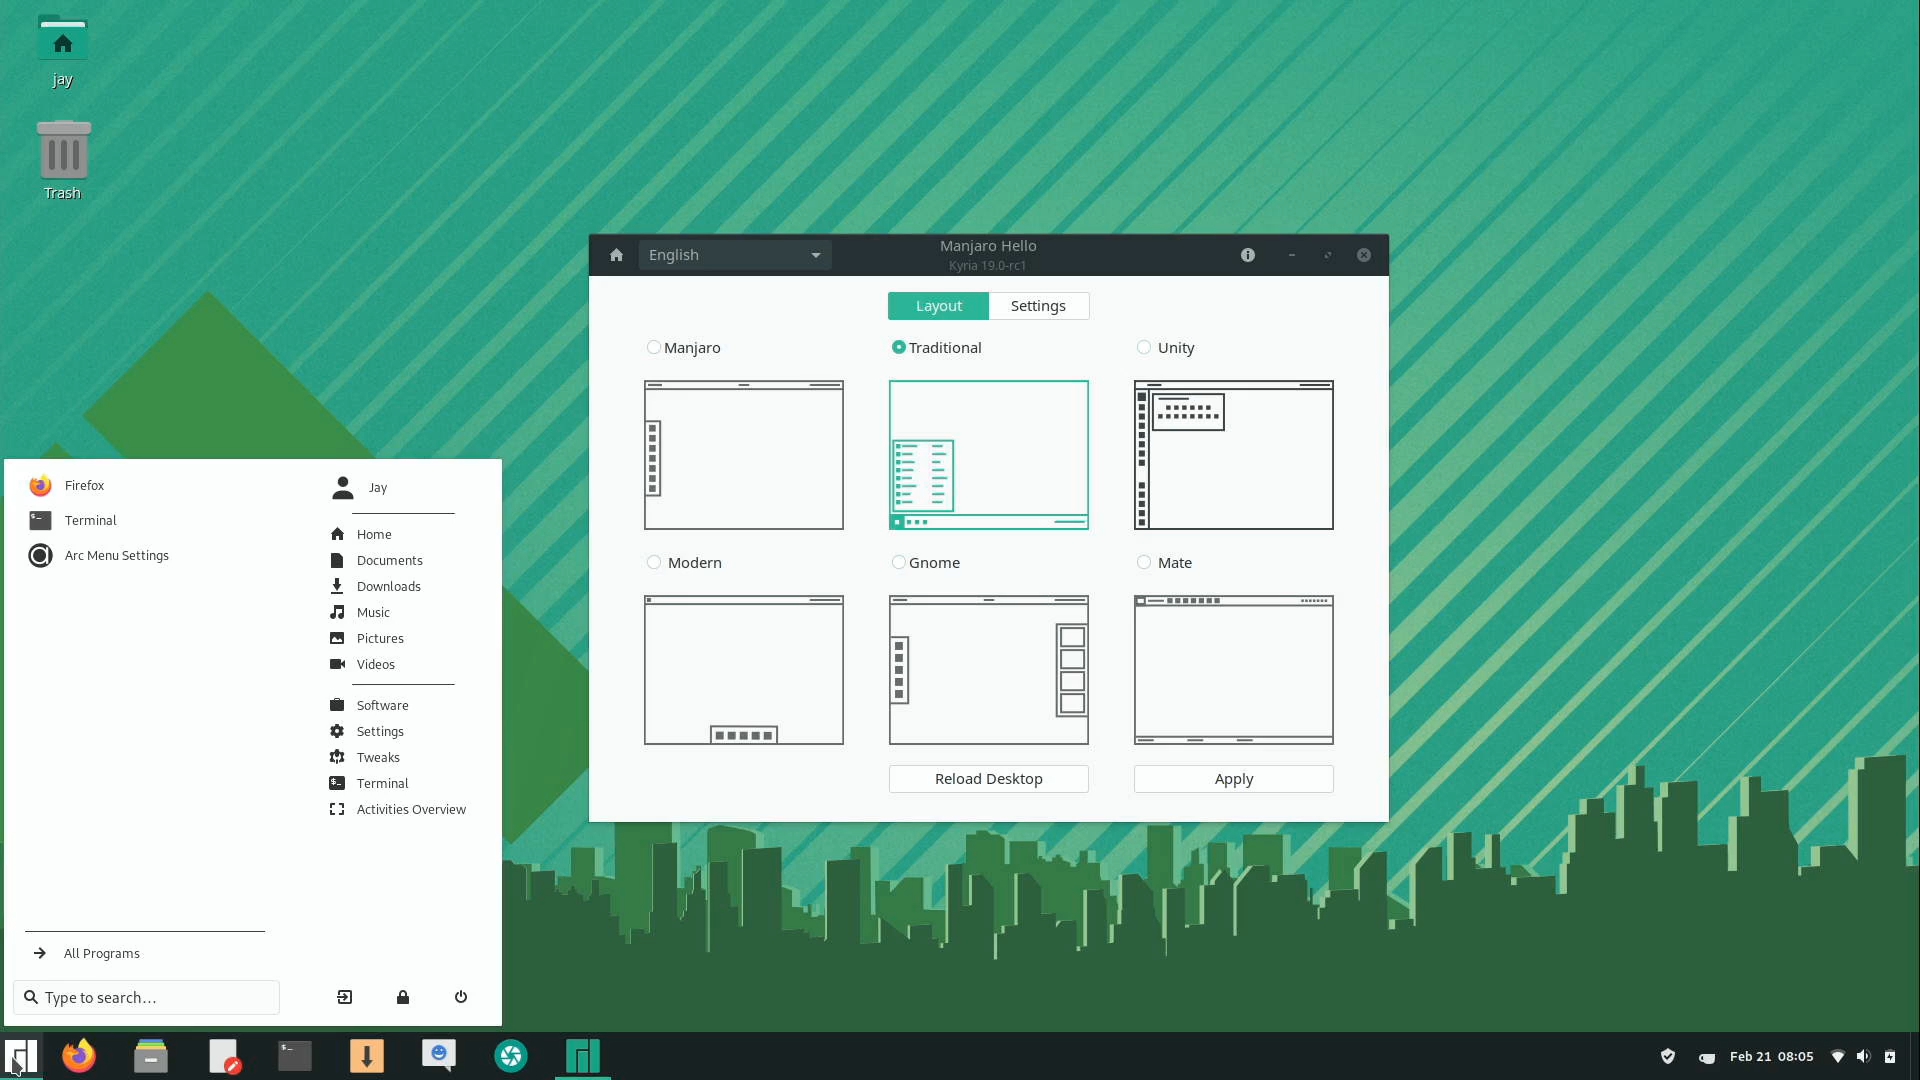 jay
Trash
English
Manjaro Hello
Kyria 19.0-rc1
Layout
Settings
Manjaro
Traditional
Unity
Modern
Gnome
Mate
Reload Desktop
Apply
Firefox
Terminal
Arc Menu Settings
All Programs
Type to search...
Jay
Home
Documents
Downloads
Music
Pictures
Videos
Software
Settings
Tweaks
Terminal
Activities Overview
Feb 21 08:05